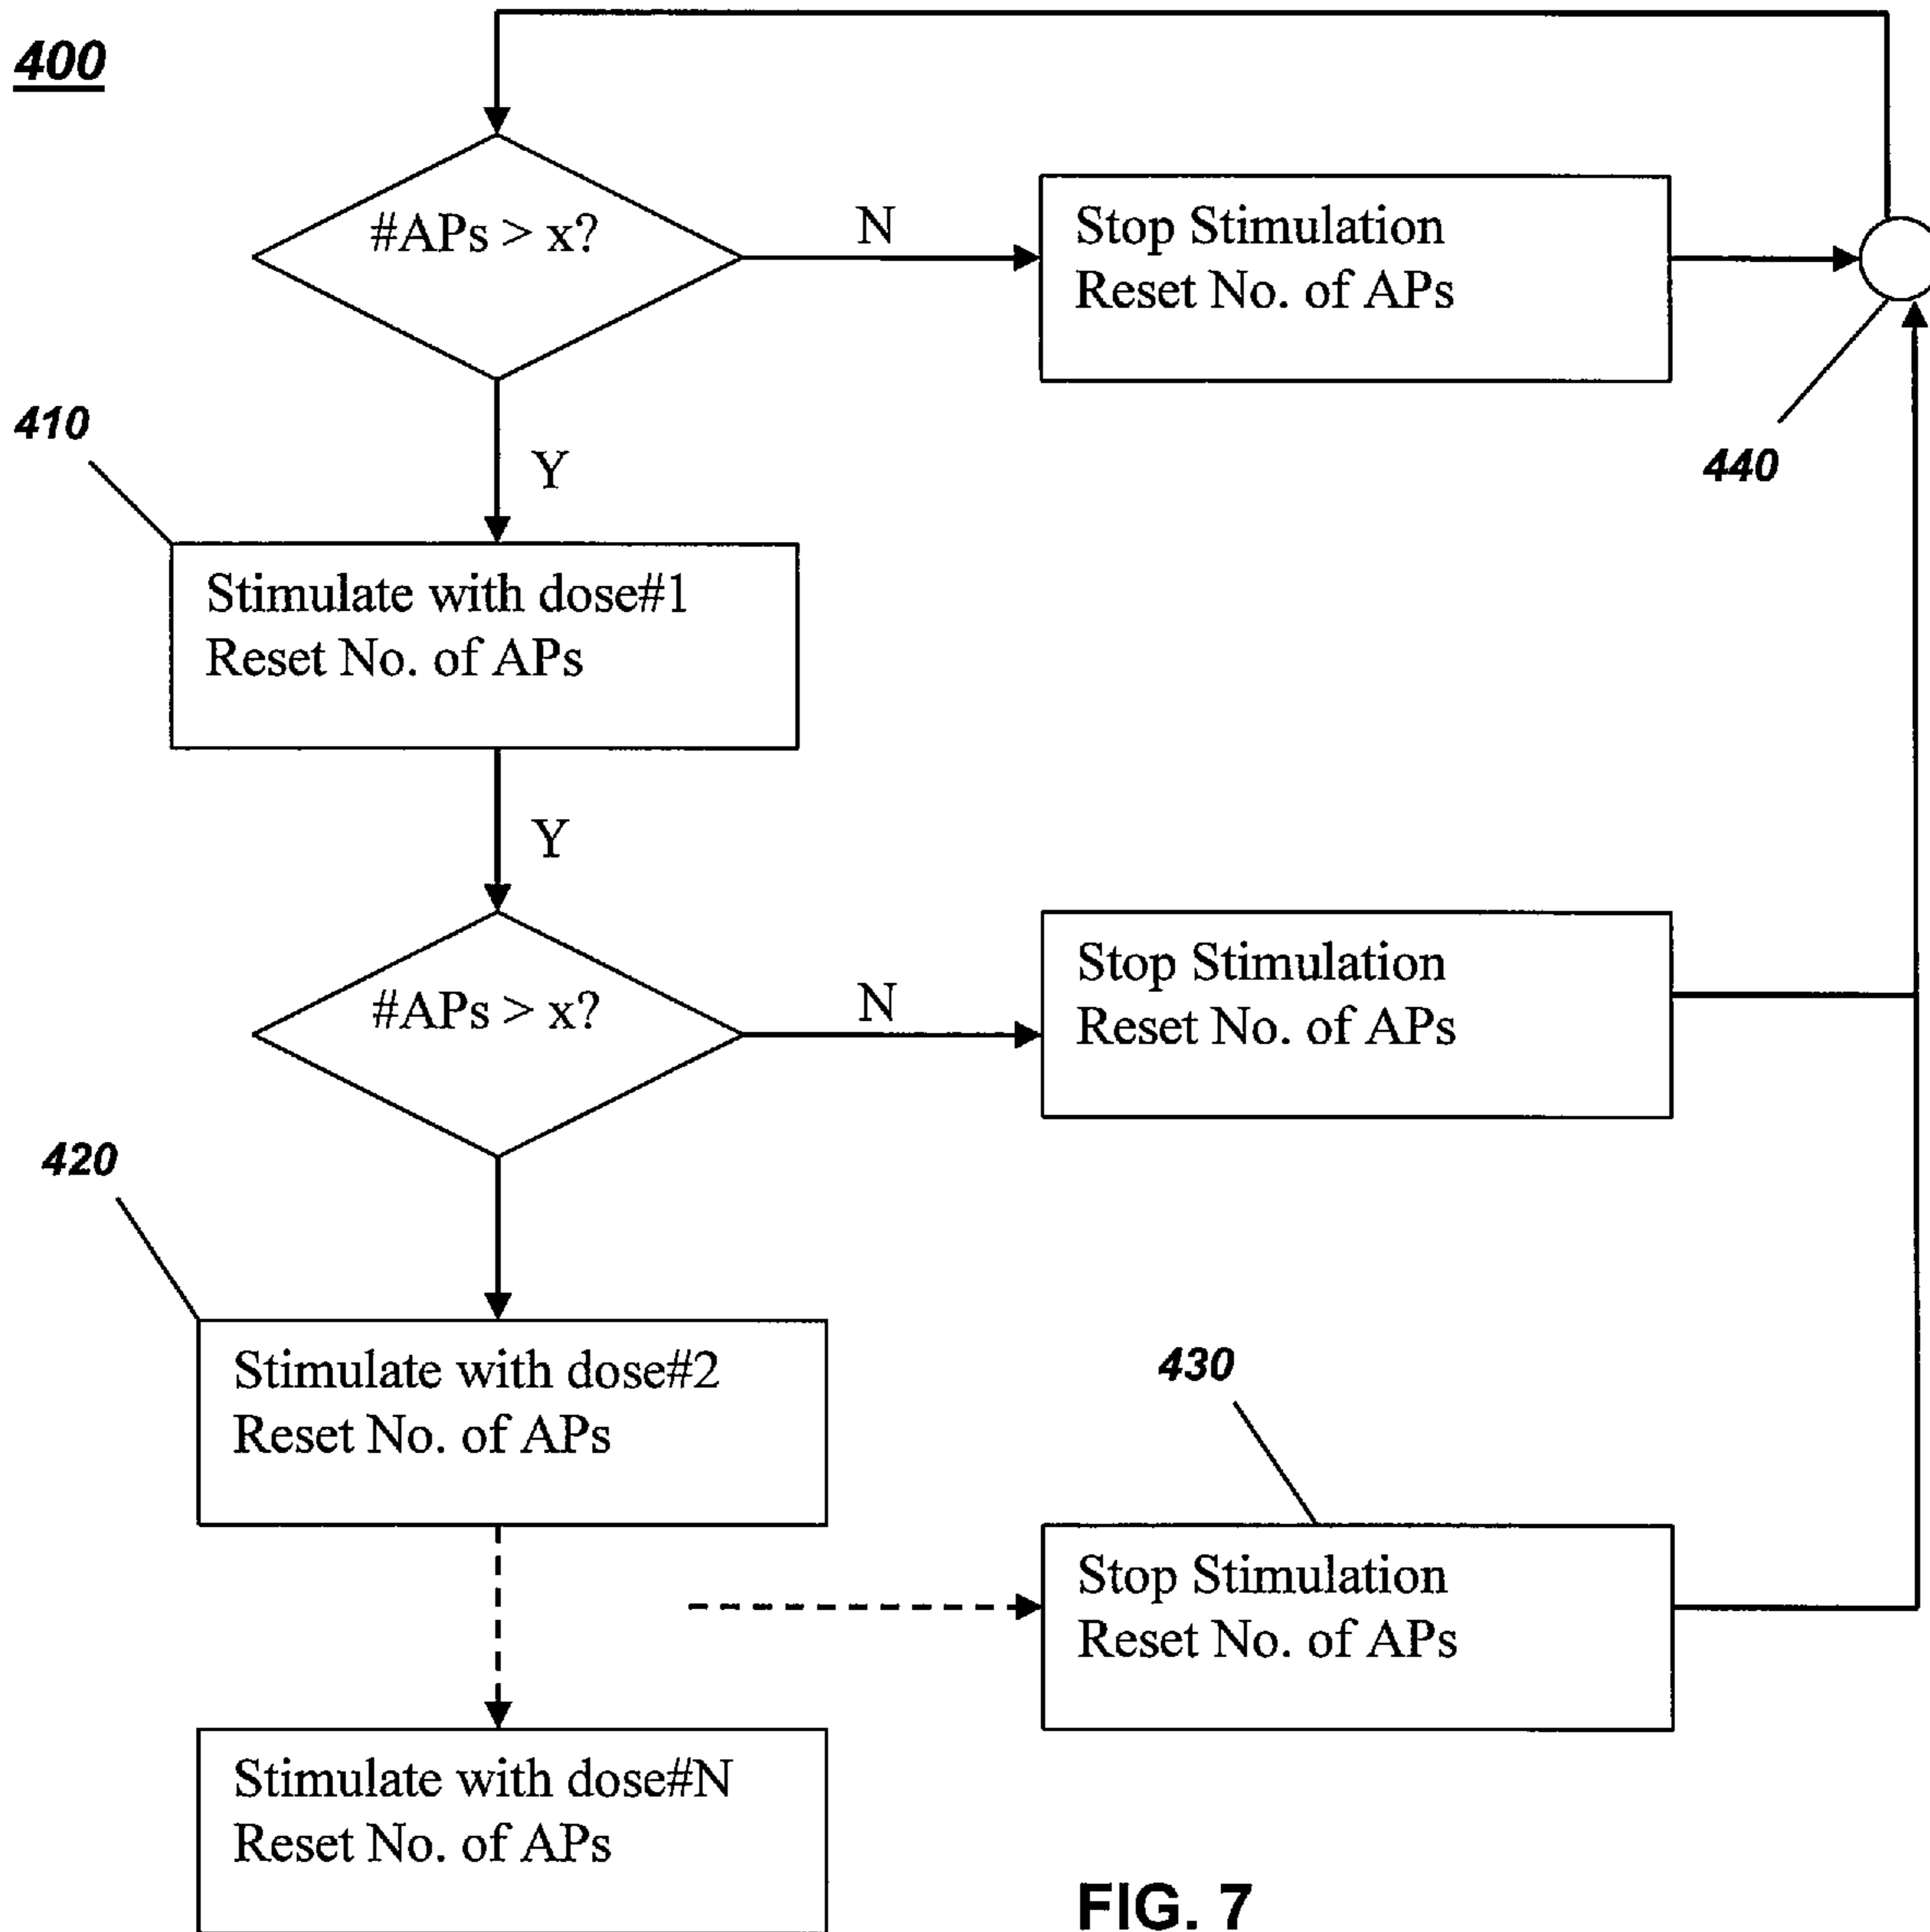 400
#APs > x?
N
Stop Stimulation
Reset No. of APs
440
Y
410
Stimulate with dose#1
Reset No. of APs
Y
#APs > x?
N
Stop Stimulation
Reset No. of APs
420
Stimulate with dose#2
Reset No. of APs
430
Stop Stimulation
Reset No. of APs
Stimulate with dose#N
Reset No. of APs
FIG. 7